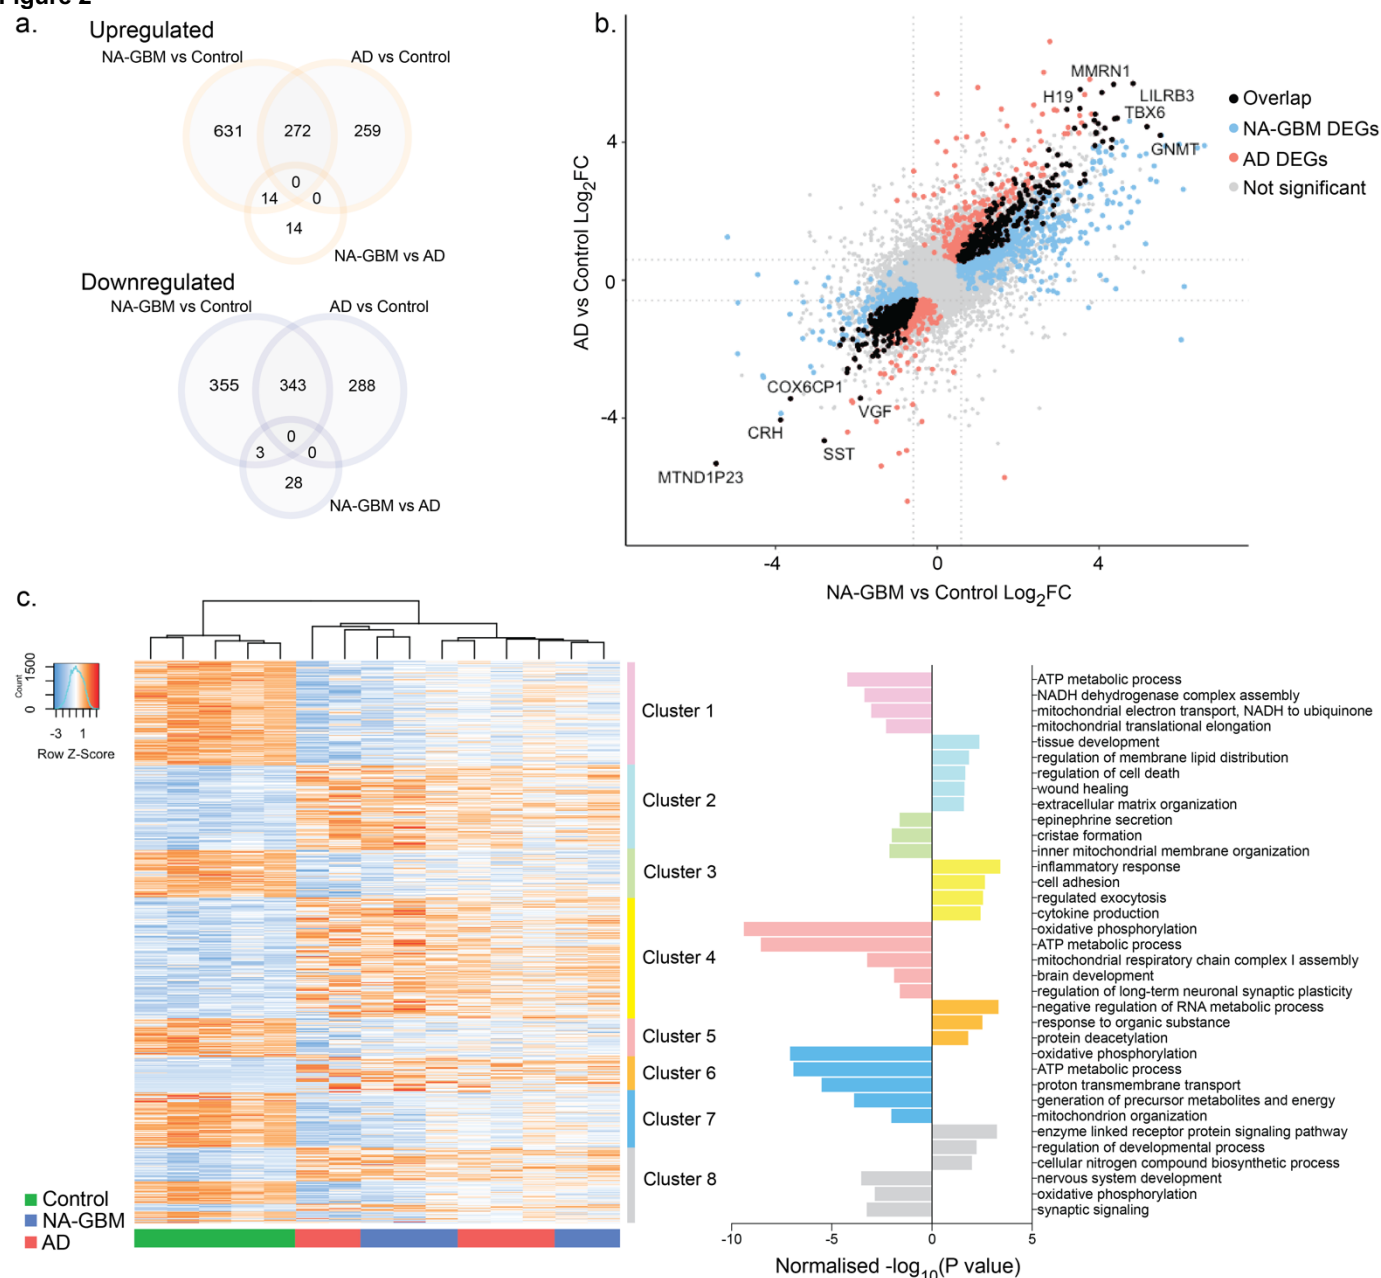 Figure 2
a.
Upregulated
NA-GBM vs Control
AD vs Control
631
272
259
0
14
0
14
NA-GBM vs AD
Downregulated
NA-GBM vs Control
AD vs Control
355
343
288
0
3
0
28
NA-GBM vs AD
b.
AD vs Control Log2FC
4
0
-4
-4
0
4
NA-GBM vs Control Log2FC
MMRN1
H19
LILRB3
TBX6
GNMT
COX6CP1
VGF
CRH
SST
MTND1P23
Overlap
NA-GBM DEGs
AD DEGs
Not significant
c.
Count
0
1500
-3
1
Row Z-Score
Cluster 1
Cluster 2
Cluster 3
Cluster 4
Cluster 5
Cluster 6
Cluster 7
Cluster 8
Control
NA-GBM
AD
ATP metabolic process
NADH dehydrogenase complex assembly
mitochondrial electron transport, NADH to ubiquinone
mitochondrial translational elongation
tissue development
regulation of membrane lipid distribution
regulation of cell death
wound healing
extracellular matrix organization
epinephrine secretion
cristae formation
inner mitochondrial membrane organization
inflammatory response
cell adhesion
regulated exocytosis
cytokine production
oxidative phosphorylation
ATP metabolic process
mitochondrial respiratory chain complex I assembly
brain development
regulation of long-term neuronal synaptic plasticity
negative regulation of RNA metabolic process
response to organic substance
protein deacetylation
oxidative phosphorylation
ATP metabolic process
proton transmembrane transport
generation of precursor metabolites and energy
mitochondrion organization
enzyme linked receptor protein signaling pathway
regulation of developmental process
cellular nitrogen compound biosynthetic process
nervous system development
oxidative phosphorylation
synaptic signaling
-10
-5
0
5
Normalised -log10(P value)